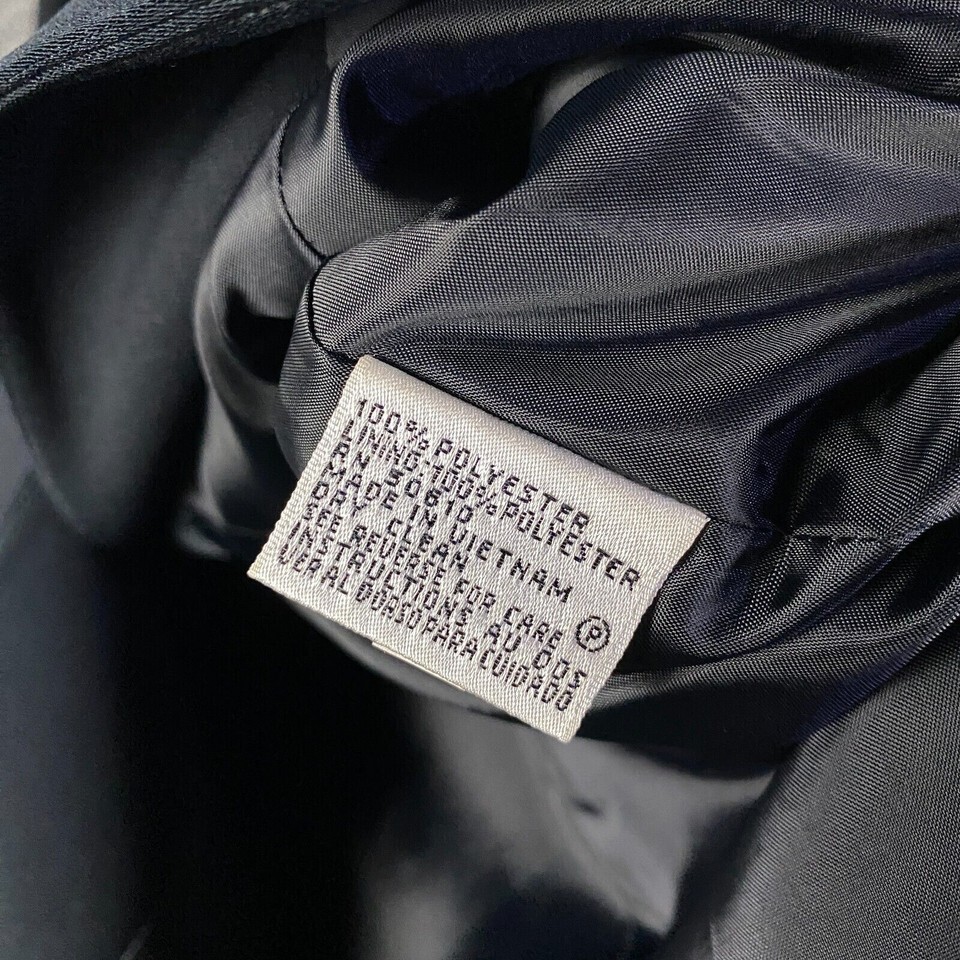 100% POLYESTER
LINING-100% POLYESTER
RN 50610
MADE IN VIETNAM
DRY CLEAN
SEE REVERSE FOR CARE Ⓟ
INSTRUCTIONS AU DOS
VER AL DORSO PARA CUIDADO